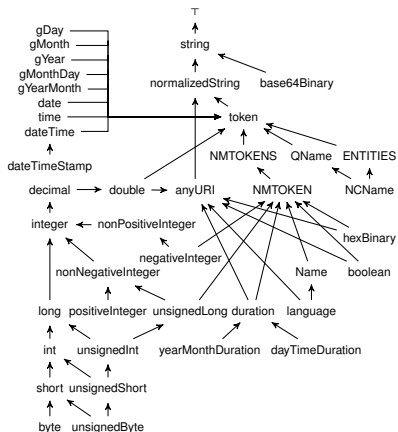 ⊤
gDay
gMonth
string
gYear
gMonthDay
normalizedString base64Binary
gYearMonth
date
time token
dateTime
NMTOKENS QName ENTITIES
dateTimeStamp
decimal double anyURI NMTOKEN NCName
integer nonPositiveInteger
hexBinary
negativeInteger
nonNegativeInteger Name boolean
long positiveInteger unsignedLong duration language
int unsignedInt yearMonthDuration dayTimeDuration
short unsignedShort
byte unsignedByte